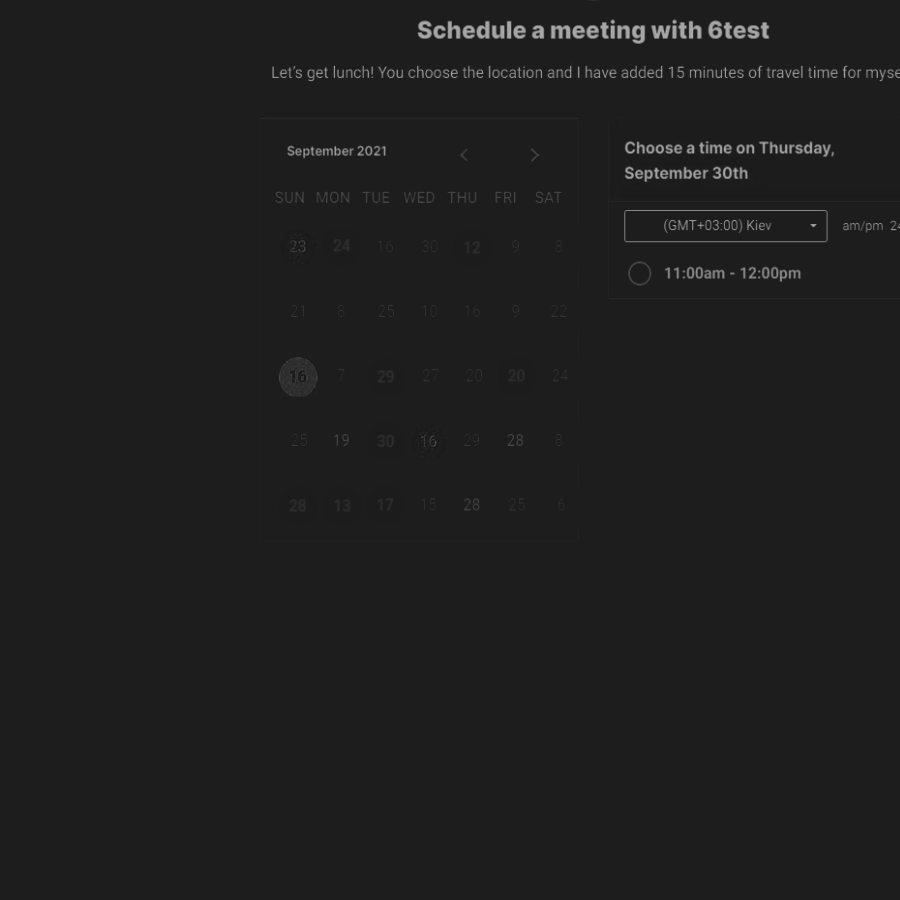 Schedule a meeting with 6test
Let's get lunch! You choose the location and I have added 15 minutes of travel time for myse
September 2021
SUN MON TUE WED THU FRI SAT
23 24 16 30 12 9 8
21 8 25 10 16 9 22
16 7 29 27 20 20 24
25 19 30 16 29 28 8
28 13 17 15 28 25 6
Choose a time on Thursday,
September 30th
(GMT+03:00) Kiev am/pm 24
11:00am - 12:00pm